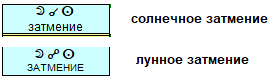 ☽ ☌ ☉
затмение
солнечное затмение
☽ ☍ ☉
ЗАТМЕНИЕ
лунное затмение